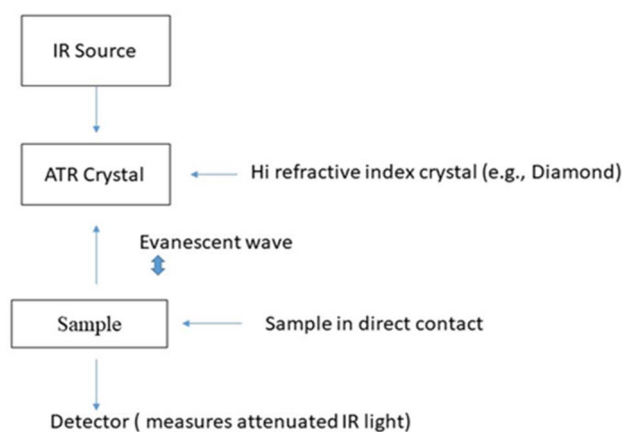 IR Source
ATR Crystal
Hi refractive index crystal (e.g., Diamond)
Evanescent wave
Sample
Sample in direct contact
Detector ( measures attenuated IR light)